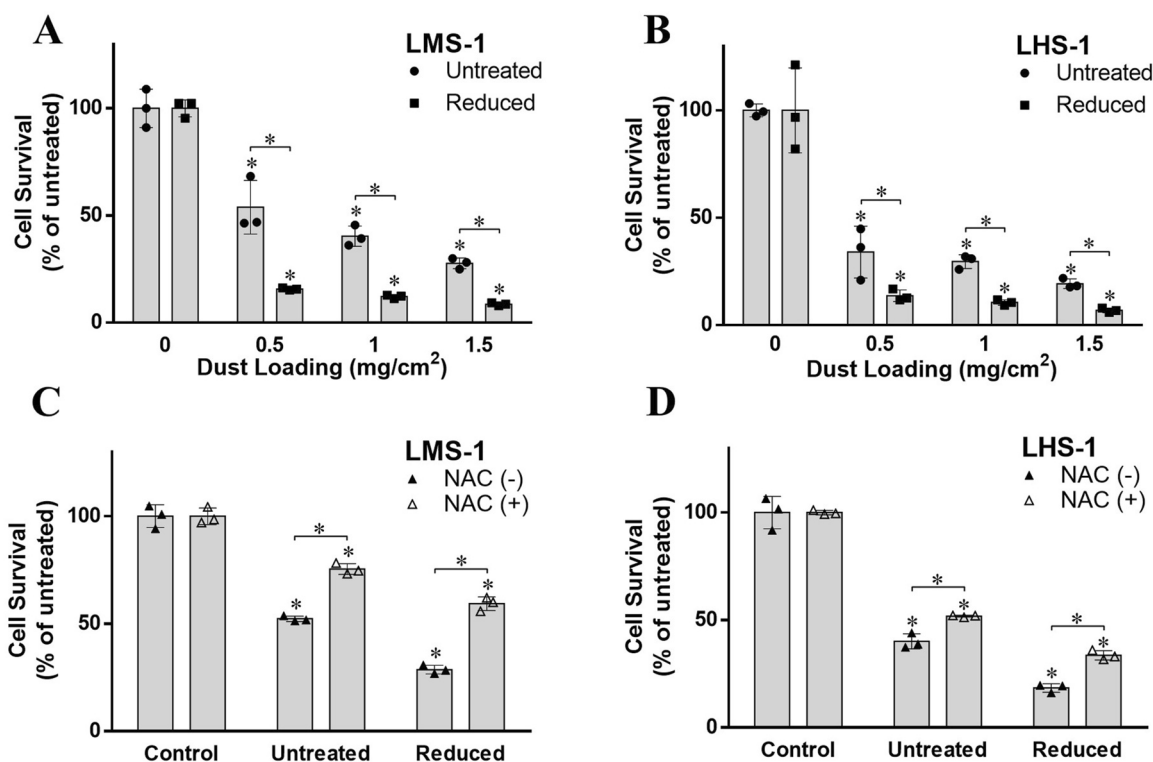 A
LMS-1
Untreated
Reduced
Cell Survival
(% of untreated)
100
50
0
*
*
*
*
*
*
*
*
*
0 0.5 1 1.5
Dust Loading (mg/cm²)
B
LHS-1
Untreated
Reduced
Cell Survival
(% of untreated)
100
50
0
*
*
*
*
*
*
*
*
*
0 0.5 1 1.5
Dust Loading (mg/cm²)
C
LMS-1
NAC (-)
NAC (+)
Cell Survival
(% of untreated)
100
50
0
*
*
*
*
*
*
Control Untreated Reduced
D
LHS-1
NAC (-)
NAC (+)
Cell Survival
(% of untreated)
100
50
0
*
*
*
*
*
*
Control Untreated Reduced